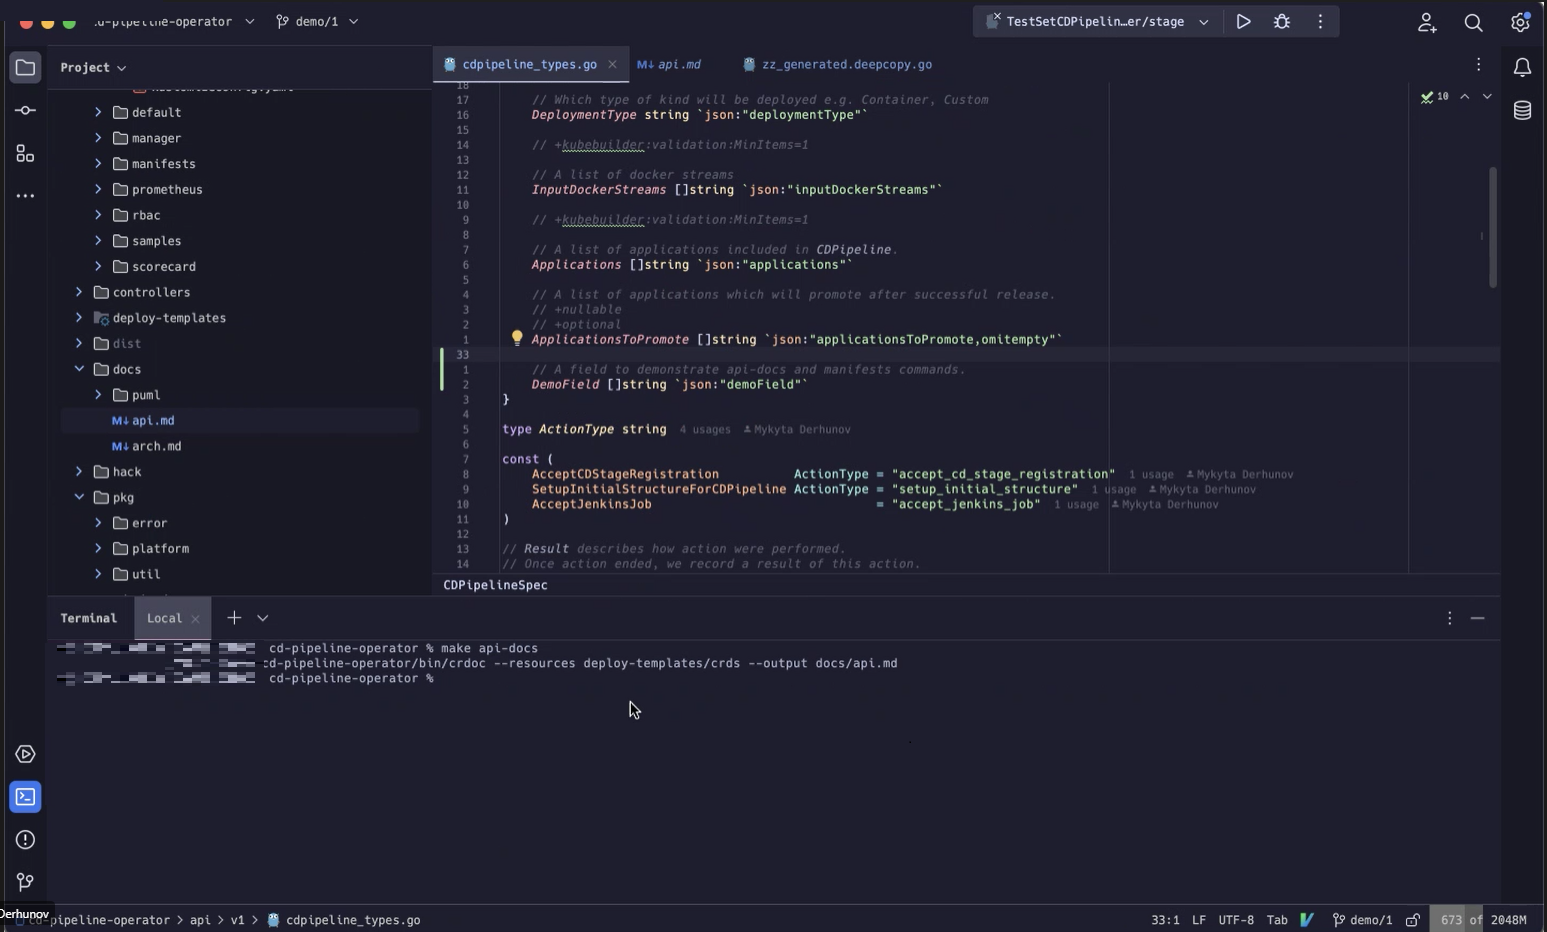 .d-pipeline-operator
demo/1
TestSetCDPipelin…er/stage
Project
cdpipeline_types.go
M↓ api.md
zz_generated.deepcopy.go
default
manager
manifests
prometheus
rbac
samples
scorecard
controllers
deploy-templates
dist
docs
puml
M↓ api.md
M↓ arch.md
hack
pkg
error
platform
util
10
18
17 // Which type of kind will be deployed e.g. Container, Custom
16 DeploymentType string `json:"deploymentType"`
15
14 // +kubebuilder:validation:MinItems=1
13
12 // A list of docker streams
11 InputDockerStreams []string `json:"inputDockerStreams"`
10
9 // +kubebuilder:validation:MinItems=1
8
7 // A list of applications included in CDPipeline.
6 Applications []string `json:"applications"`
5
4 // A list of applications which will promote after successful release.
3 // +nullable
2 // +optional
1 ApplicationsToPromote []string `json:"applicationsToPromote,omitempty"`
33
1 // A field to demonstrate api-docs and manifests commands.
2 DemoField []string `json:"demoField"`
3 }
4
5 type ActionType string 4 usages Mykyta Derhunov
6
7 const (
8 AcceptCDStageRegistration ActionType = "accept_cd_stage_registration" 1 usage Mykyta Derhunov
9 SetupInitialStructureForCDPipeline ActionType = "setup_initial_structure" 1 usage Mykyta Derhunov
10 AcceptJenkinsJob = "accept_jenkins_job" 1 usage Mykyta Derhunov
11 )
12
13 // Result describes how action were performed.
14 // Once action ended, we record a result of this action.
CDPipelineSpec
Terminal
Local
cd-pipeline-operator % make api-docs
cd-pipeline-operator/bin/crdoc --resources deploy-templates/crds --output docs/api.md
cd-pipeline-operator %
Derhunov
cd-pipeline-operator > api > v1 > cdpipeline_types.go
33:1 LF UTF-8 Tab demo/1 673 of 2048M